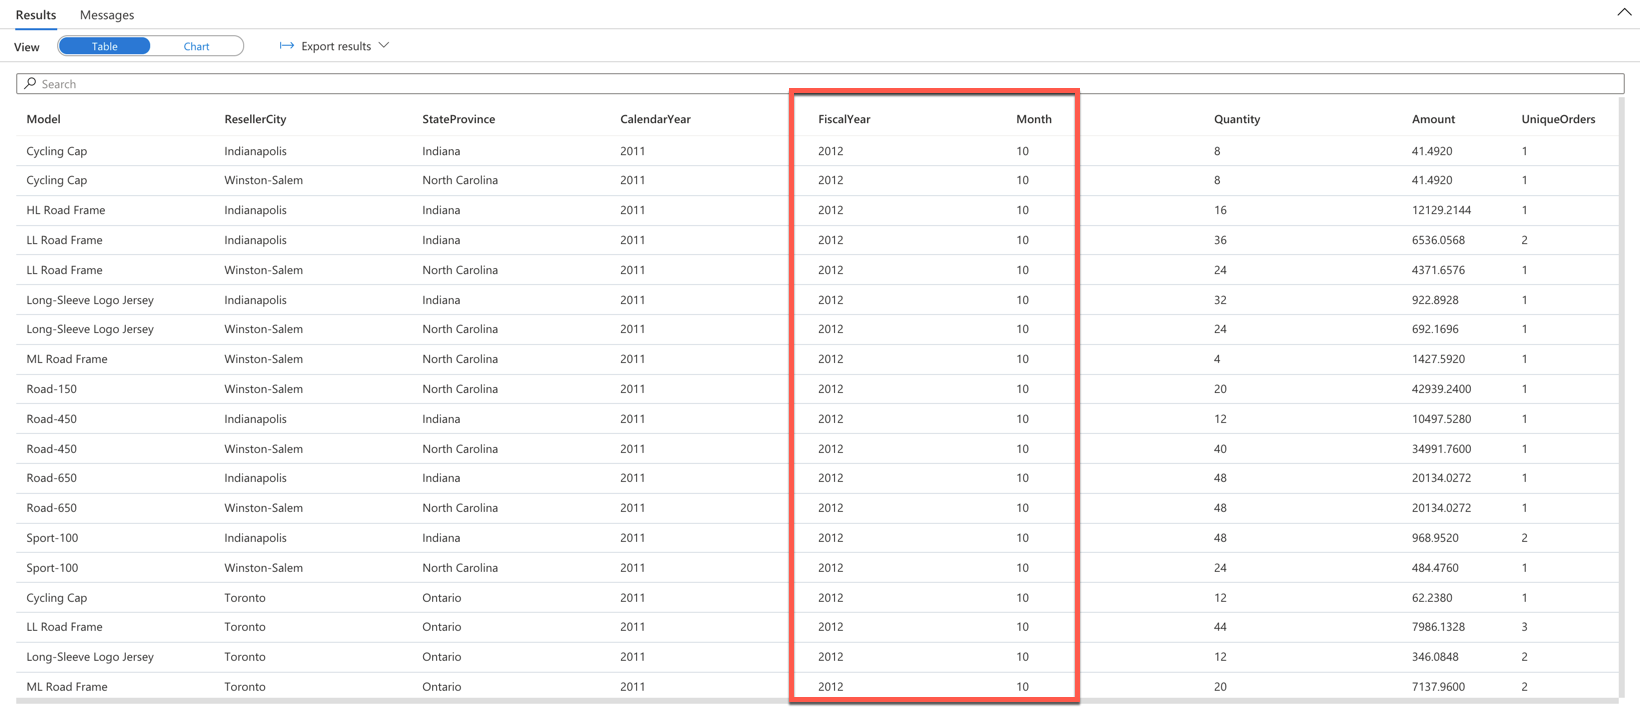 Results Messages
View Table Chart Export results
Search
Model ResellerCity StateProvince CalendarYear FiscalYear Month Quantity Amount UniqueOrders
Cycling Cap Indianapolis Indiana 2011 2012 10 8 41.4920 1
Cycling Cap Winston-Salem North Carolina 2011 2012 10 8 41.4920 1
HL Road Frame Indianapolis Indiana 2011 2012 10 16 12129.2144 1
LL Road Frame Indianapolis Indiana 2011 2012 10 36 6536.0568 2
LL Road Frame Winston-Salem North Carolina 2011 2012 10 24 4371.6576 1
Long-Sleeve Logo Jersey Indianapolis Indiana 2011 2012 10 32 922.8928 1
Long-Sleeve Logo Jersey Winston-Salem North Carolina 2011 2012 10 24 692.1696 1
ML Road Frame Winston-Salem North Carolina 2011 2012 10 4 1427.5920 1
Road-150 Winston-Salem North Carolina 2011 2012 10 20 42939.2400 1
Road-450 Indianapolis Indiana 2011 2012 10 12 10497.5280 1
Road-450 Winston-Salem North Carolina 2011 2012 10 40 34991.7600 1
Road-650 Indianapolis Indiana 2011 2012 10 48 20134.0272 1
Road-650 Winston-Salem North Carolina 2011 2012 10 48 20134.0272 1
Sport-100 Indianapolis Indiana 2011 2012 10 48 968.9520 2
Sport-100 Winston-Salem North Carolina 2011 2012 10 24 484.4760 1
Cycling Cap Toronto Ontario 2011 2012 10 12 62.2380 1
LL Road Frame Toronto Ontario 2011 2012 10 44 7986.1328 3
Long-Sleeve Logo Jersey Toronto Ontario 2011 2012 10 12 346.0848 2
ML Road Frame Toronto Ontario 2011 2012 10 20 7137.9600 2